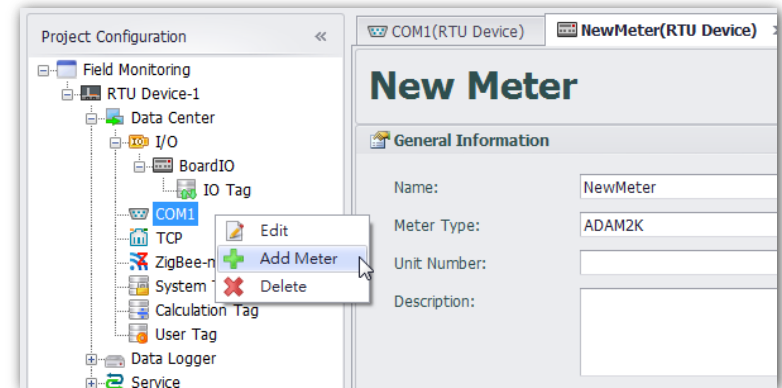 Project Configuration
Field Monitoring
RTU Device-1
Data Center
I/O
BoardIO
IO Tag
COM1
TCP
ZigBee-
System
Calculation Tag
User Tag
Data Logger
Service
Edit
Add Meter
Delete
COM1(RTU Device)
NewMeter(RTU Device)
New Meter
General Information
Name: NewMeter
Meter Type: ADAM2K
Unit Number:
Description: